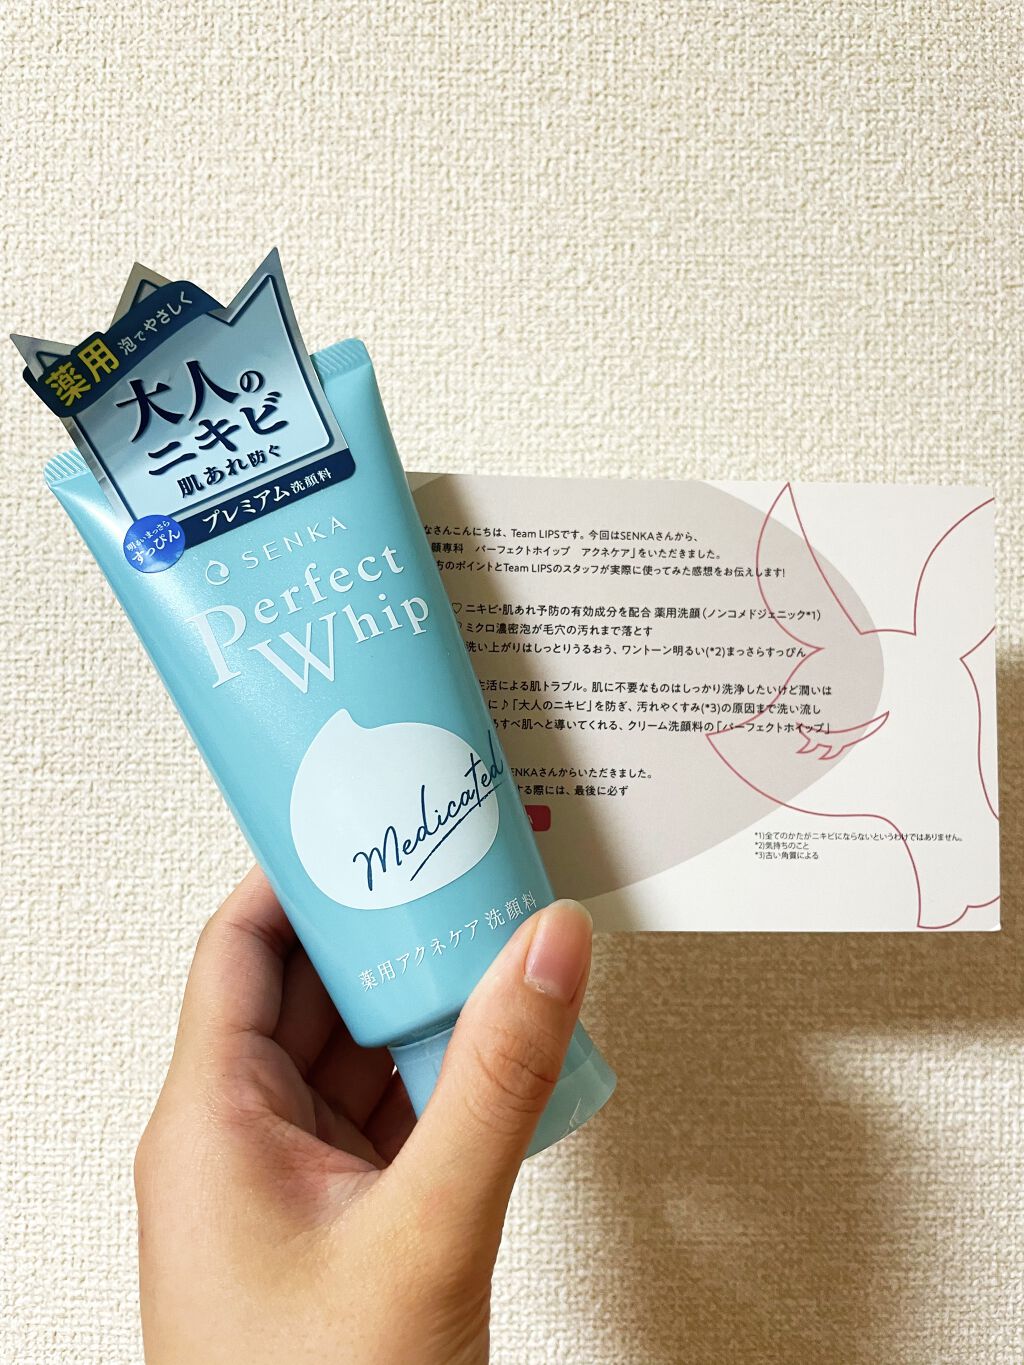 薬用 泡でやさしく
大人の
ニキビ
肌あれ防ぐ
プレミアム洗顔料
明るいまっさら
すっぴん
SENKA
Perfect
Whip
Medicated
薬用アクネケア 洗顔料
なさんこんにちは、Team LIPSです。今回はSENKAさんから、
顔専科 パーフェクトホイップ アクネケア」をいただきました。
方のポイントとTeam LIPSのスタッフが実際に使ってみた感想をお伝えします!
♡ ニキビ・肌あれ予防の有効成分を配合 薬用洗顔(ノンコメドジェニック*1)
ミクロ濃密泡が毛穴の汚れまで落とす
洗い上がりはしっとりうるおう、ワントーン明るい(*2)まっさらすっぴん
生活による肌トラブル。肌に不要なものはしっかり洗浄したいけど潤いは
に♪「大人のニキビ」を防ぎ、汚れやくすみ(*3)の原因まで洗い流し
すべ肌へと導いてくれる、クリーム洗顔料の「パーフェクトホイップ」
ENKAさんからいただきました。
する際には、最後に必ず
*1)全てのかたがニキビにならないというわけではありません。
*2)気持ちのこと
*3)古い角質による